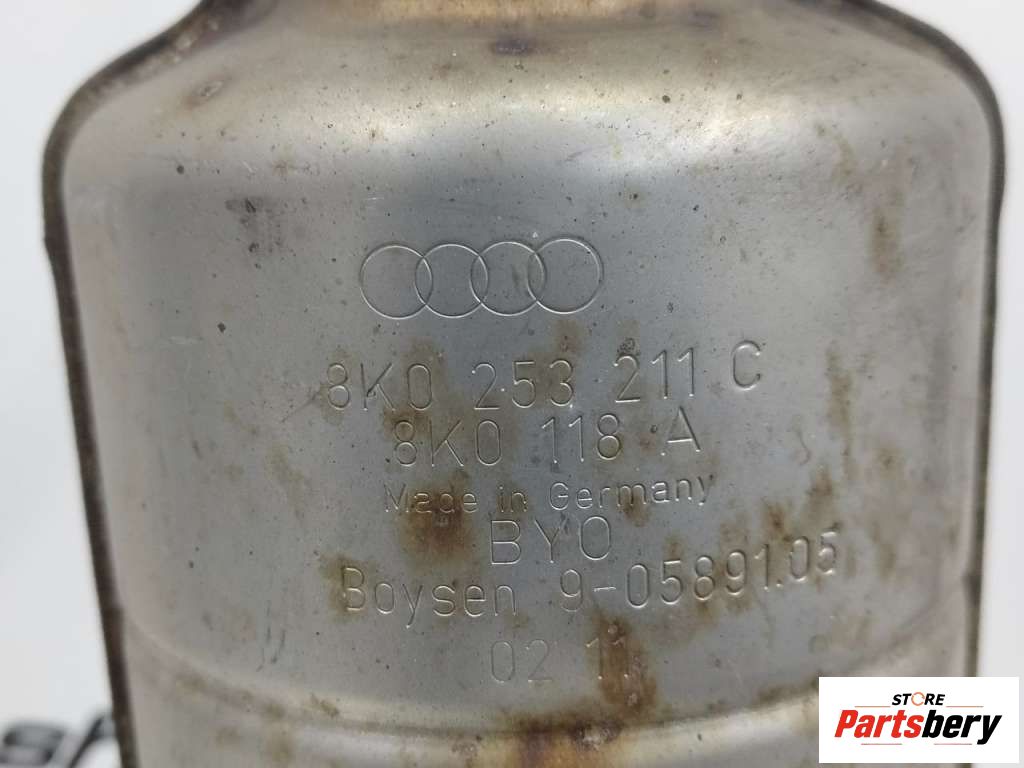 8K0 253 211 C
8K0 118 A
Made in Germany
BYO
Boysen 9-05891.05
02 11
STORE
Partsbery